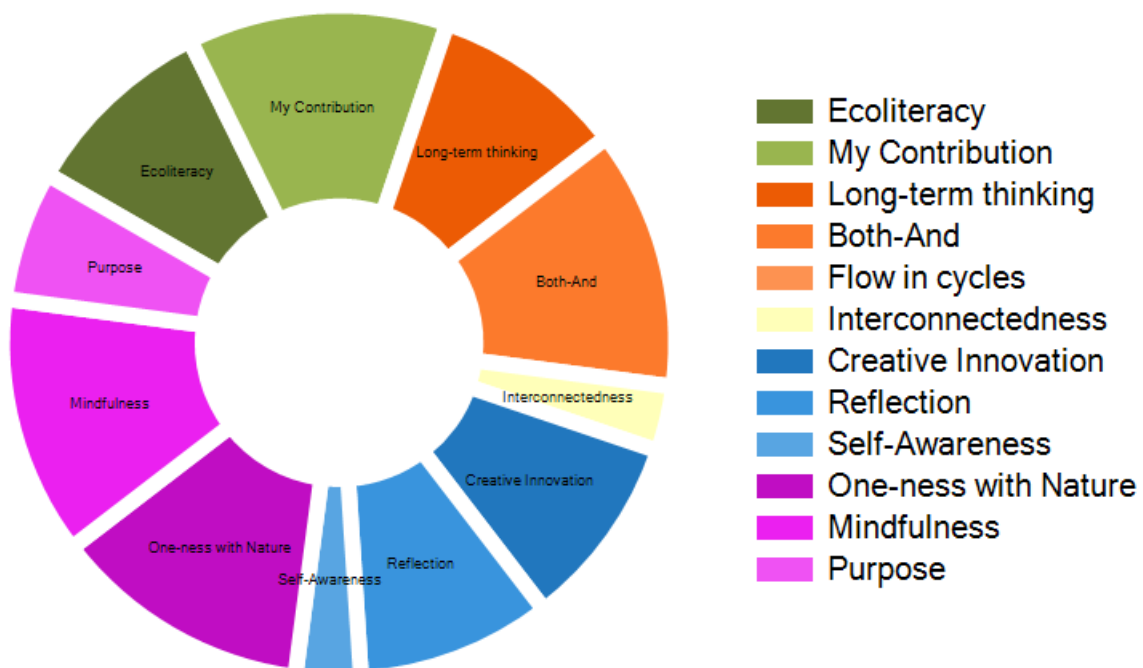 My Contribution
Long-term thinking
Ecoliteracy
Purpose
Both-And
Mindfulness
Interconnectedness
Creative Innovation
One-ness with Nature
Reflection
Self-Awareness
Ecoliteracy
My Contribution
Long-term thinking
Both-And
Flow in cycles
Interconnectedness
Creative Innovation
Reflection
Self-Awareness
One-ness with Nature
Mindfulness
Purpose